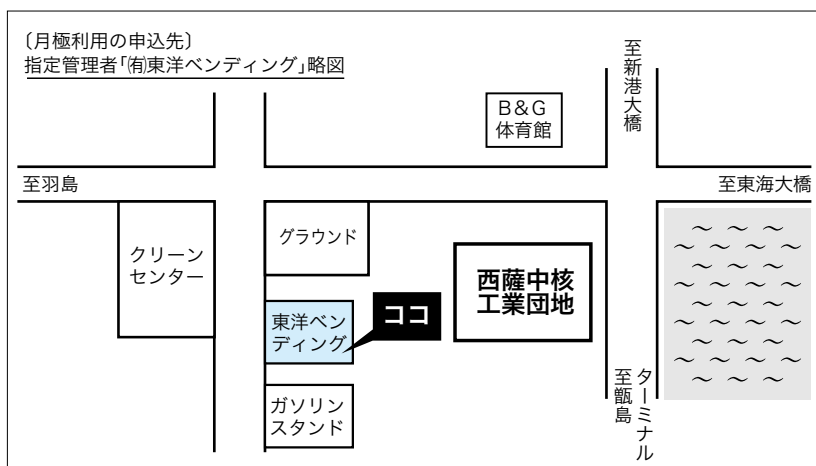 〔月極利用の申込先〕
指定管理者｢㈲東洋ベンディング｣略図
至新港大橋
B＆G
体育館
至羽島
至東海大橋
クリーン
センター
グラウンド
西薩中核
工業団地
東洋ベン
ディング
ココ
ガソリン
スタンド
至甑島
ターミナル